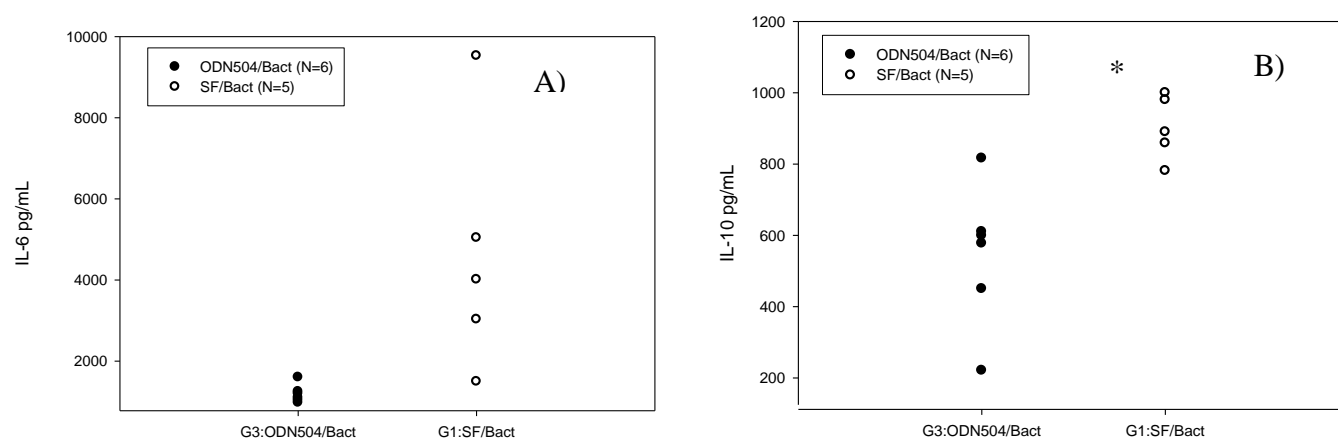 10000
8000
6000
4000
2000
IL-6 pg/mL
ODN504/Bact (N=6)
SF/Bact (N=5)
A)
G3:ODN504/Bact G1:SF/Bact
1200
1000
800
600
400
200
IL-10 pg/mL
ODN504/Bact (N=6)
SF/Bact (N=5)
*
B)
G3:ODN504/Bact G1:SF/Bact